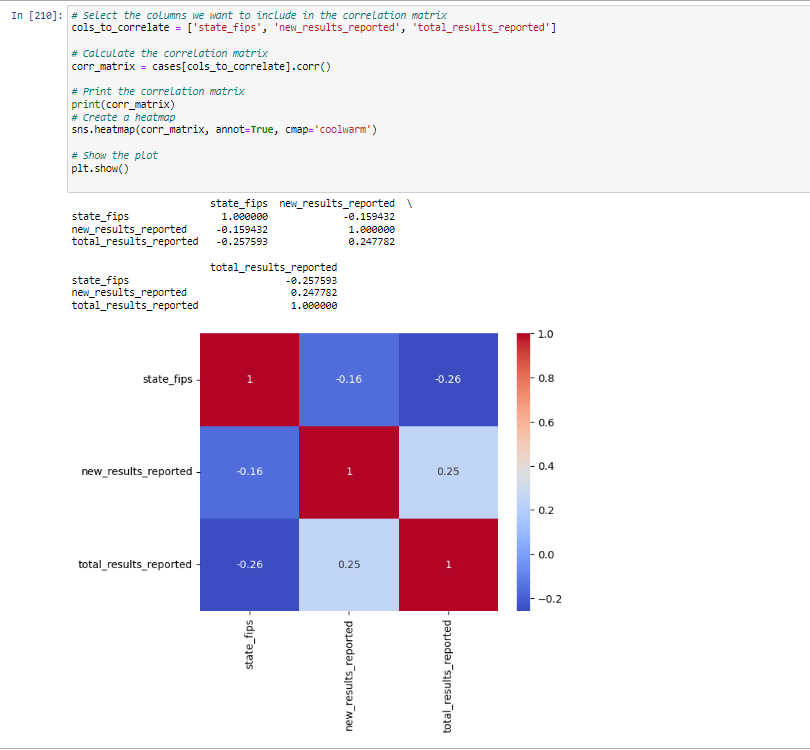 In [210]: # Select the columns we want to include in the correlation matrix
cols_to_correlate = ['state_fips', 'new_results_reported', 'total_results_reported']
# Calculate the correlation matrix
corr_matrix = cases[cols_to_correlate].corr()
# Print the correlation matrix
print(corr_matrix)
# Create a heatmap
sns.heatmap(corr_matrix, annot=True, cmap='coolwarm')
# Show the plot
plt.show()
state_fips new_results_reported \
state_fips 1.000000 -0.159432
new_results_reported -0.159432 1.000000
total_results_reported -0.257593 0.247782
total_results_reported
state_fips -0.257593
new_results_reported 0.247782
total_results_reported 1.000000
1.0
state_fips 1 -0.16 -0.26
0.8
0.6
new_results_reported -0.16 1 0.25
0.4
0.2
total_results_reported -0.26 0.25 1
0.0
-0.2
state_fips
new_results_reported
total_results_reported